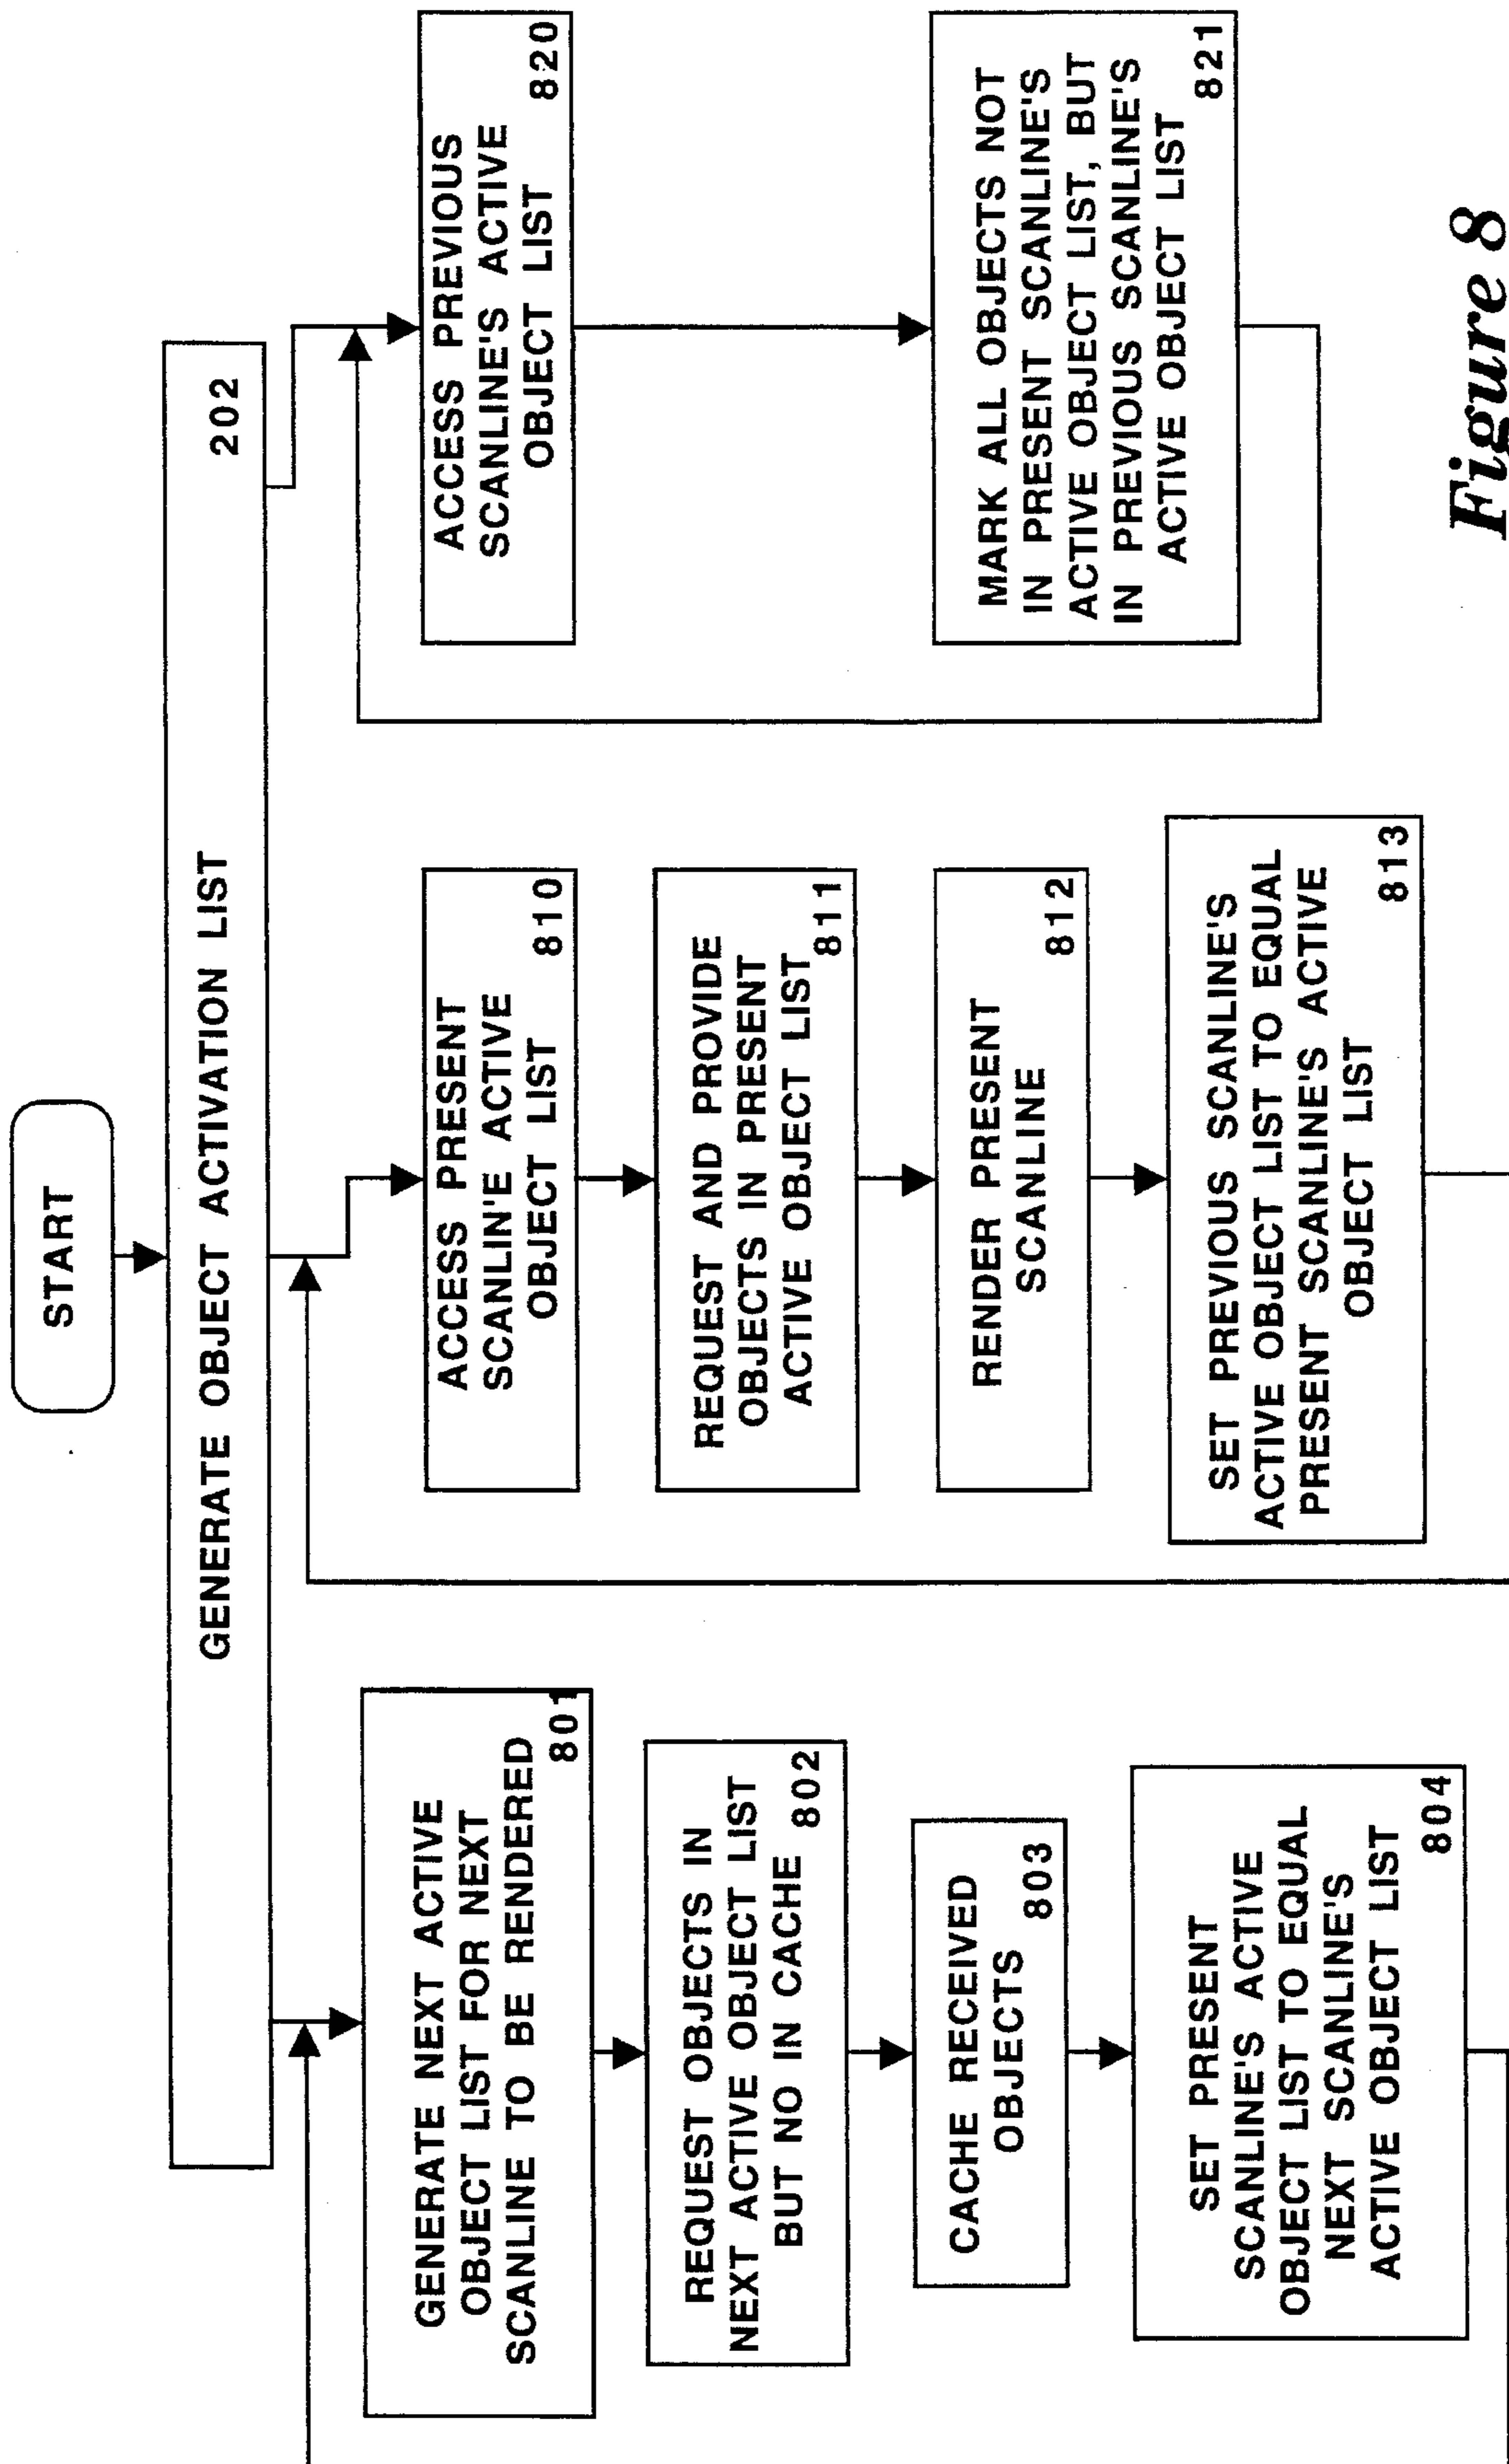 START
GENERATE OBJECT ACTIVATION LIST
202
GENERATE NEXT ACTIVE
OBJECT LIST FOR NEXT
SCANLINE TO BE RENDERED
801
REQUEST OBJECTS IN
NEXT ACTIVE OBJECT LIST
BUT NO IN CACHE
802
CACHE RECEIVED
OBJECTS
803
SET PRESENT
SCANLINE'S ACTIVE
OBJECT LIST TO EQUAL
NEXT SCANLINE'S
ACTIVE OBJECT LIST
804
ACCESS PRESENT
SCANLIN'E ACTIVE
OBJECT LIST
810
REQUEST AND PROVIDE
OBJECTS IN PRESENT
ACTIVE OBJECT LIST
811
RENDER PRESENT
SCANLINE
812
SET PREVIOUS SCANLINE'S
ACTIVE OBJECT LIST TO EQUAL
PRESENT SCANLINE'S ACTIVE
OBJECT LIST
813
ACCESS PREVIOUS
SCANLINE'S ACTIVE
OBJECT LIST
820
MARK ALL OBJECTS NOT
IN PRESENT SCANLINE'S
ACTIVE OBJECT LIST, BUT
IN PREVIOUS SCANLINE'S
ACTIVE OBJECT LIST
821
Figure 8